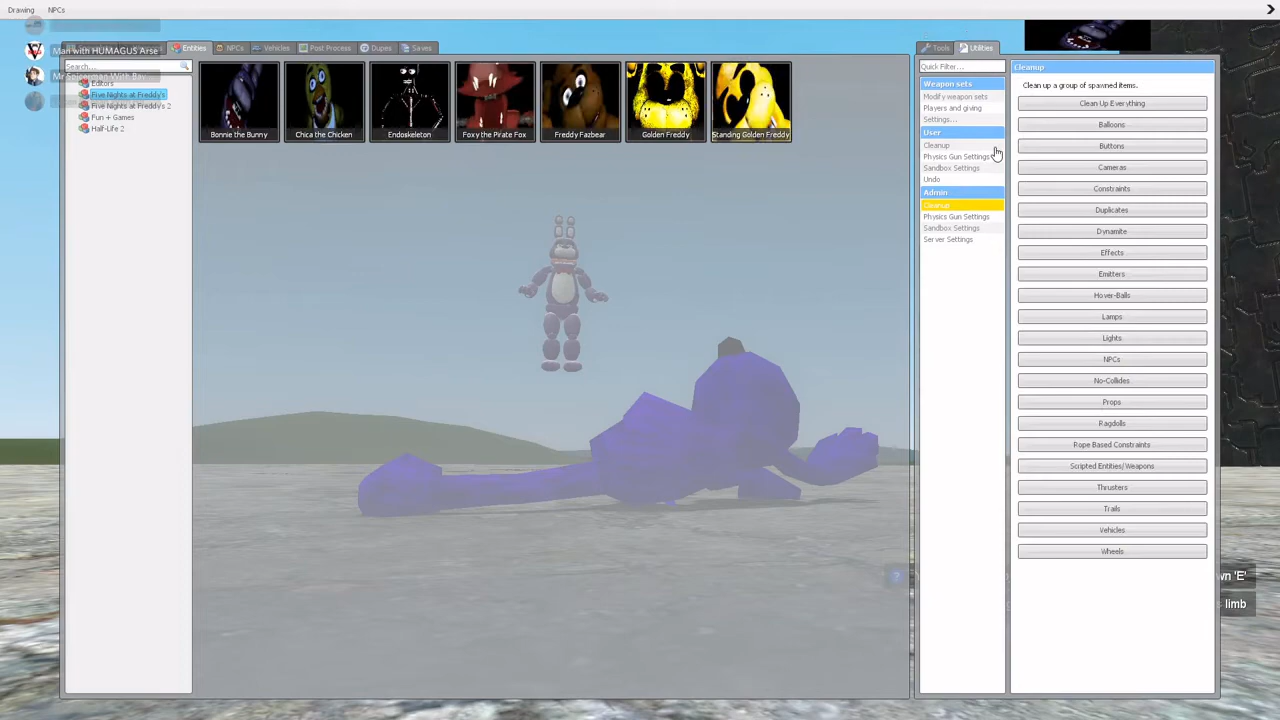 Drawing NPCs
Man with HUMAGUS Arse
Entities NPCs Vehicles Post Process Dupes Saves
Search...
Editors
Five Nights at Freddy's
Five Nights at Freddy's 2
Fun + Games
Half-Life 2
Bonnie the Bunny
Chica the Chicken
Endoskeleton
Foxy the Pirate Fox
Freddy Fazbear
Golden Freddy
Standing Golden Freddy
Tools Utilities
Quick Filter...
Weapon sets
Modify weapon sets
Players and giving
Settings...
User
Cleanup
Physics Gun Settings
Sandbox Settings
Undo
Admin
Cleanup
Physics Gun Settings
Sandbox Settings
Server Settings
Cleanup
Clean up a group of spawned items.
Clean Up Everything
Balloons
Buttons
Cameras
Constraints
Duplicates
Dynamite
Effects
Emitters
Hover-Balls
Lamps
Lights
NPCs
No-Collides
Props
Ragdolls
Rope Based Constraints
Scripted Entities/Weapons
Thrusters
Trails
Vehicles
Wheels
wn 'E'
limb